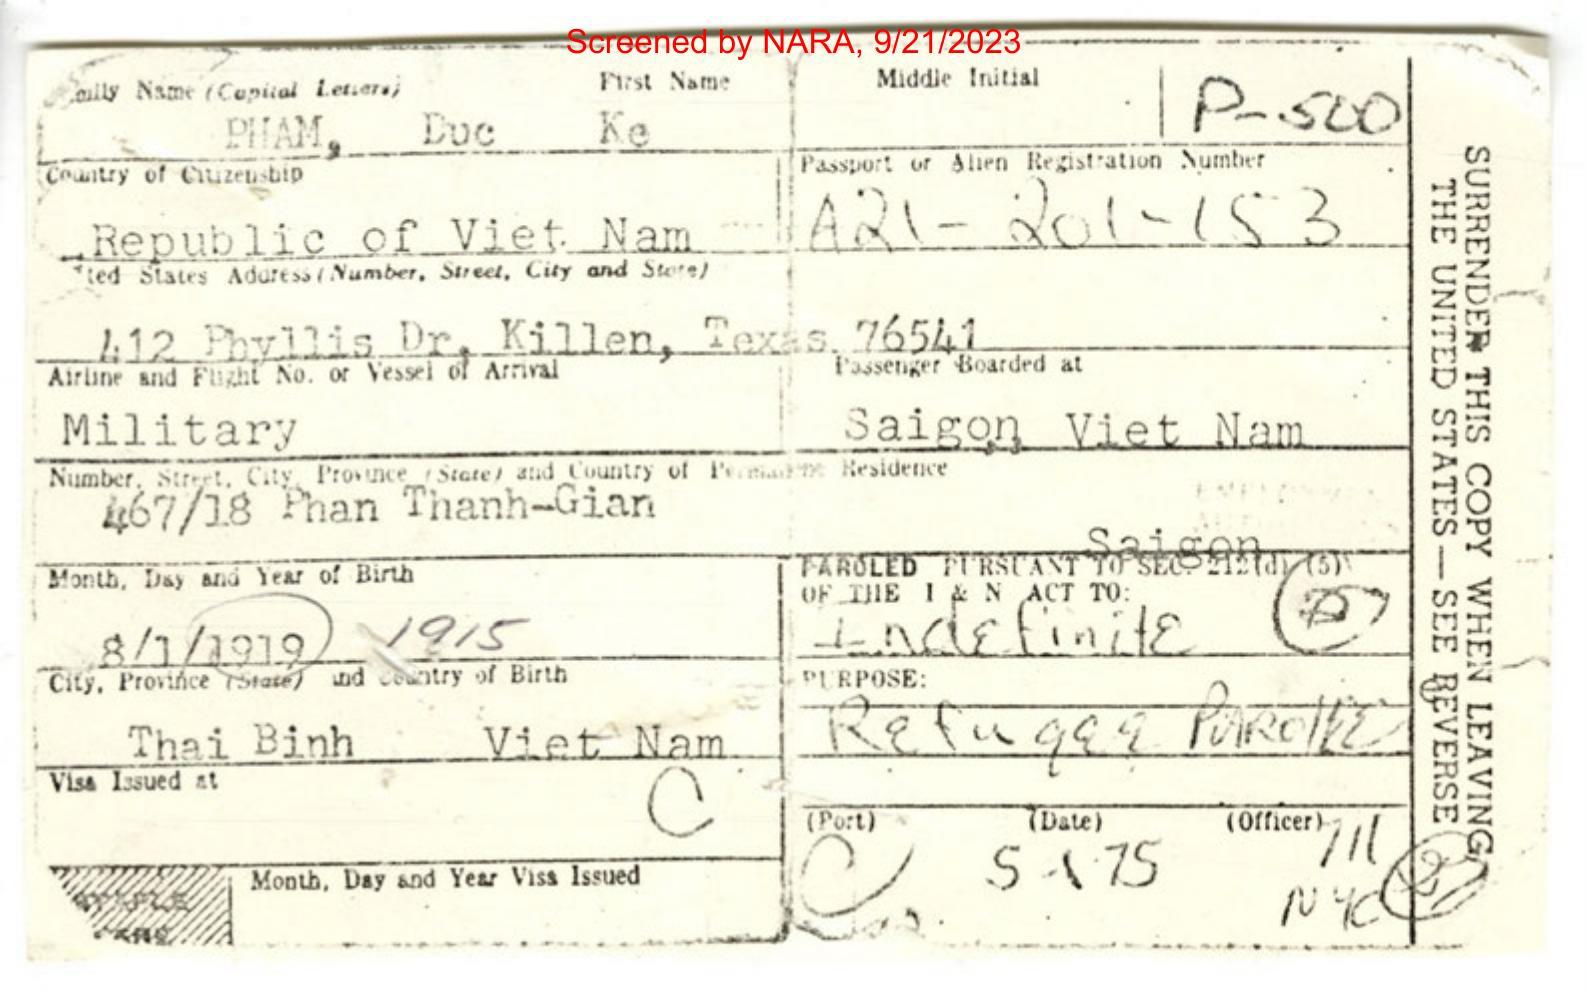 Screened by NARA, 9/21/2023
Name (Capital Letters) First Name Middle Initial
PHAM, Duc Ke P-500
Country of Citizenship Passport or Alien Registration Number
Republic of Viet Nam A21-201-153
States Address (Number, Street, City and State)
412 Phyllis Dr, Killen, Texas 76541
Airline and Flight No. or Vessel of Arrival Passenger Boarded at
Military Saigon, Viet Nam
Number, Street, City, Province (State) and Country of Permanent Residence
467/18 Phan Thanh-Gian
Saigon
Month, Day and Year of Birth PAROLED PURSUANT TO SEC. 212(d) (5)
OF THE I & N ACT TO:
8/1/1919 1915 Indefinite
City, Province (State) and Country of Birth PURPOSE:
Thai Binh Viet Nam Refugee Parolee
Visa Issued at
C
(Port) (Date) (Officer)
5-1-75 711
Month, Day and Year Visa Issued
NYC
STAPLE
SURRENDER THIS COPY WHEN LEAVING
THE UNITED STATES — SEE REVERSE